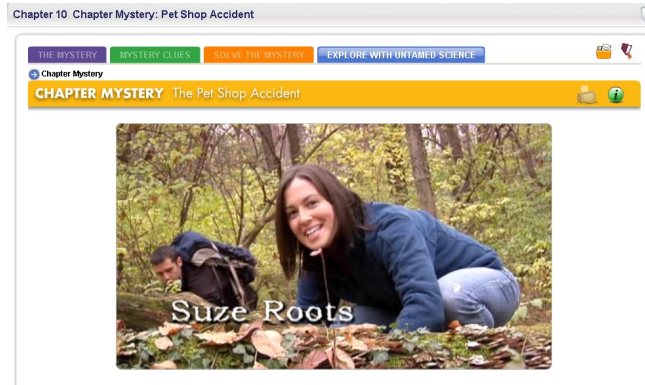 Chapter 10 Chapter Mystery: Pet Shop Accident
THE MYSTERY MYSTERY CLUES SOLVE THE MYSTERY EXPLORE WITH UNTAMED SCIENCE
Chapter Mystery
CHAPTER MYSTERY The Pet Shop Accident
i
Suze Roots